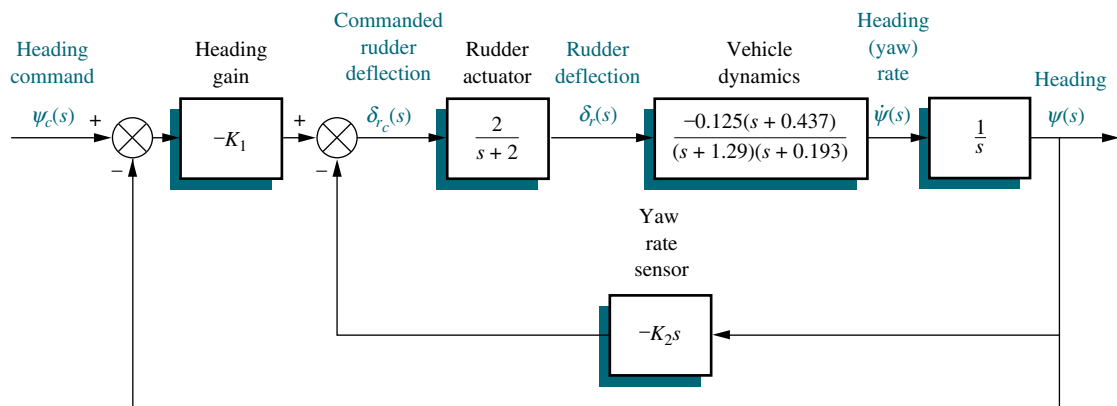 Heading
command
ψc(s)
+
−
Heading
gain
−K1
+
−
Commanded
rudder
deflection
δrc(s)
Rudder
actuator
2
s + 2
Rudder
deflection
δr(s)
Vehicle
dynamics
−0.125(s + 0.437)
(s + 1.29)(s + 0.193)
Heading
(yaw)
rate
ψ̇(s)
1
s
Heading
ψ(s)
Yaw
rate
sensor
−K2s